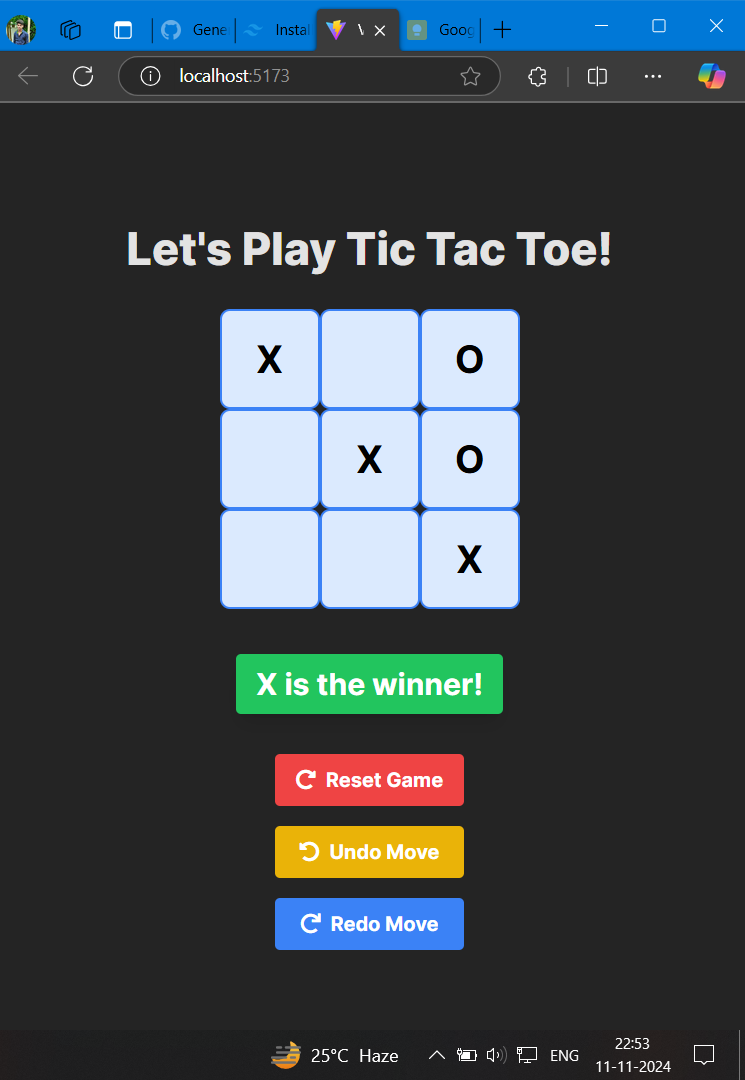 Gene
Instal
V
Goog
localhost:5173
Let's Play Tic Tac Toe!
X O
X O
X
X is the winner!
Reset Game
Undo Move
Redo Move
25°C Haze
ENG
22:53
11-11-2024